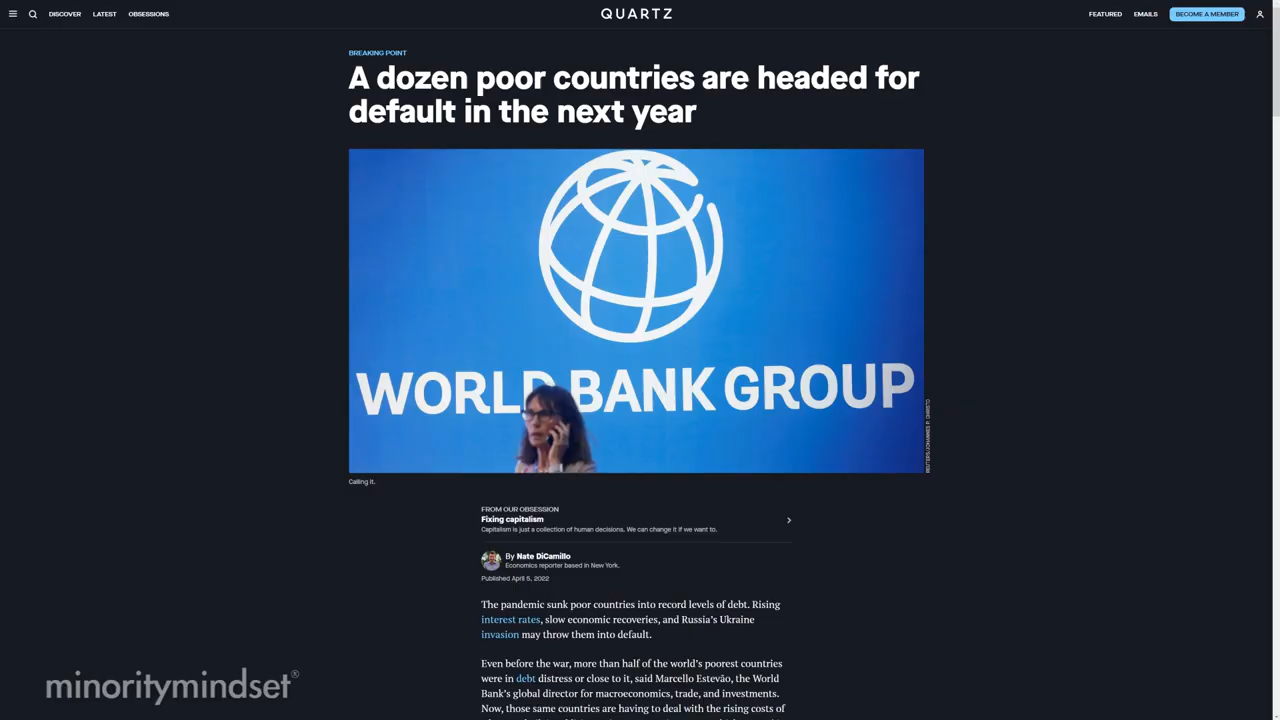 DISCOVER
LATEST
OBSESSIONS
QUARTZ
FEATURED
EMAILS
BECOME A MEMBER
BREAKING POINT
A dozen poor countries are headed for
default in the next year
WORLD BANK GROUP
REUTERS/JOHANNES P. CHRISTO
Calling it.
FROM OUR OBSESSION
Fixing capitalism
Capitalism is just a collection of human decisions. We can change it if we want to.
By Nate DiCamillo
Economics reporter based in New York.
Published April 5, 2022
The pandemic sunk poor countries into record levels of debt. Rising
interest rates, slow economic recoveries, and Russia's Ukraine
invasion may throw them into default.
Even before the war, more than half of the world's poorest countries
were in debt distress or close to it, said Marcello Estevão, the World
Bank's global director for macroeconomics, trade, and investments.
Now, those same countries are having to deal with the rising costs of
minoritymindset®